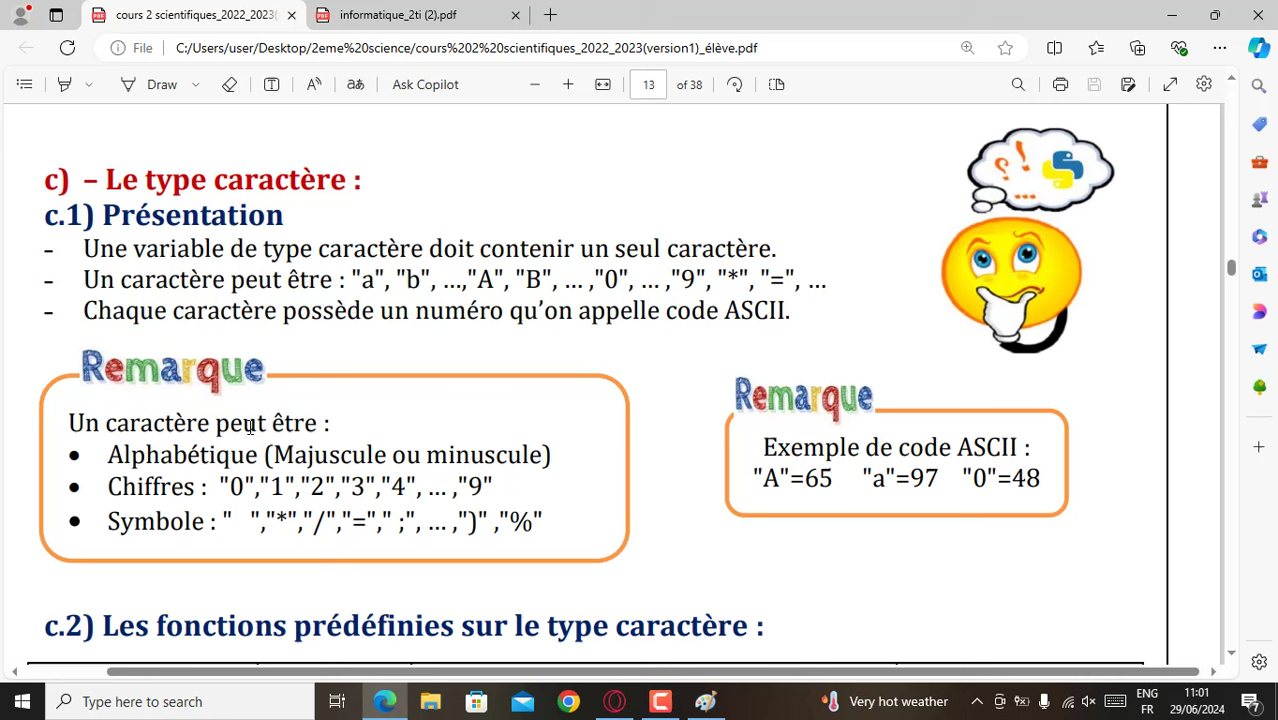 cours 2 scientifiques_2022_2023(
informatique_2ti (2).pdf
File
C:/Users/user/Desktop/2eme%20science/cours%202%20scientifiques_2022_2023(version1)_élève.pdf
Draw
Ask Copilot
13 of 38
c) – Le type caractère :
c.1) Présentation
- Une variable de type caractère doit contenir un seul caractère.
- Un caractère peut être : "a", "b", ...,"A", "B", ... ,"0", ... ,"9", "*", "=", ...
- Chaque caractère possède un numéro qu'on appelle code ASCII.
Remarque
Un caractère peut être :
• Alphabétique (Majuscule ou minuscule)
• Chiffres : "0","1","2","3","4", ... ,"9"
• Symbole : "  ","*","/","="," ;", ... ,")" ,"%"
Remarque
Exemple de code ASCII :
"A"=65 "a"=97 "0"=48
c.2) Les fonctions prédéfinies sur le type caractère :
Type here to search
Very hot weather
ENG
FR
11:01
29/06/2024
7